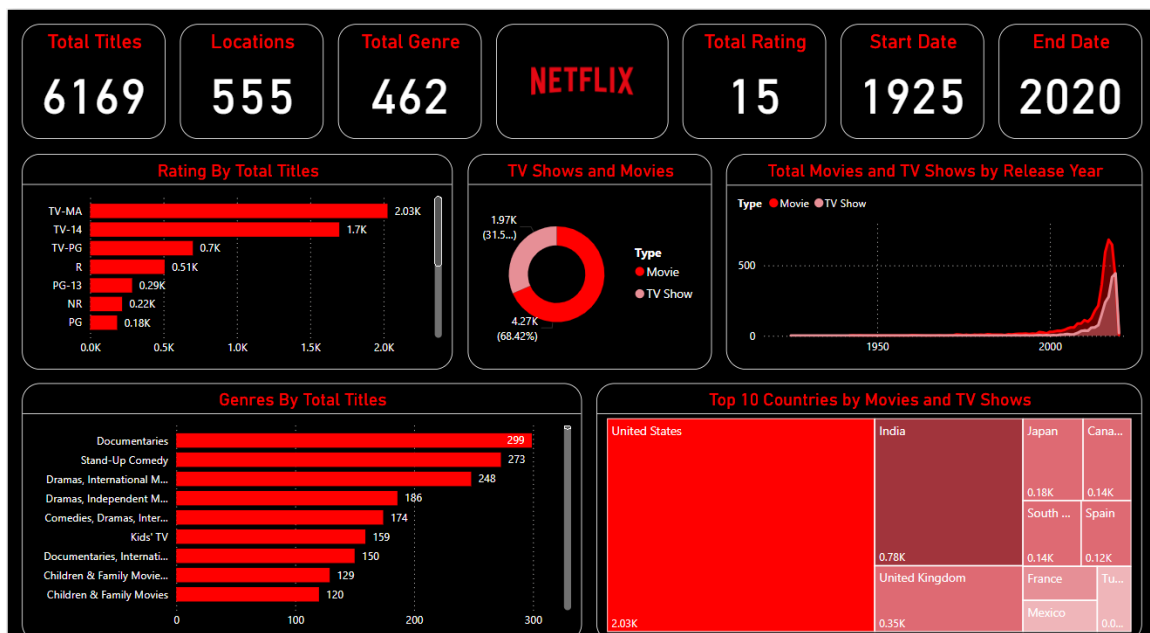 Total Titles
6169
Locations
555
Total Genre
462
NETFLIX
Total Rating
15
Start Date
1925
End Date
2020
Rating By Total Titles
TV-MA 2.03K
TV-14 1.7K
TV-PG 0.7K
R 0.51K
PG-13 0.29K
NR 0.22K
PG 0.18K
0.0K 0.5K 1.0K 1.5K 2.0K
TV Shows and Movies
1.97K
(31.5...)
4.27K
(68.42%)
Type
Movie
TV Show
Total Movies and TV Shows by Release Year
Type Movie TV Show
500
0
1950 2000
Genres By Total Titles
Documentaries 299
Stand-Up Comedy 273
Dramas, International M... 248
Dramas, Independent M... 186
Comedies, Dramas, Inter... 174
Kids' TV 159
Documentaries, Internati... 150
Children & Family Movie... 129
Children & Family Movies 120
0 100 200 300
Top 10 Countries by Movies and TV Shows
United States
2.03K
India
0.78K
United Kingdom
0.35K
Japan
0.18K
Cana...
0.14K
South ...
0.14K
Spain
0.12K
France
Mexico
Tu...
0.0...